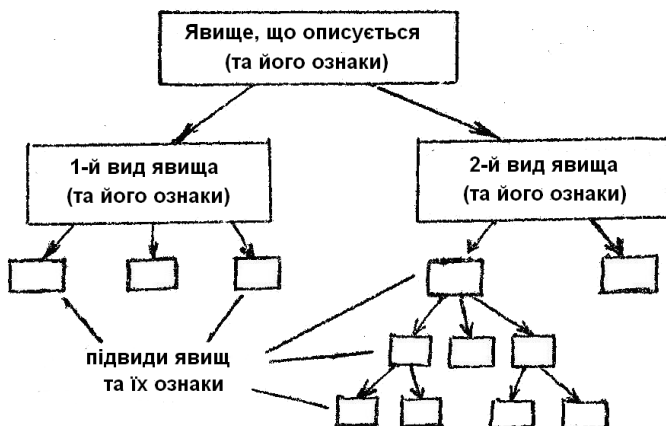 Явище, що описується
(та його ознаки)
1-й вид явища
(та його ознаки)
2-й вид явища
(та його ознаки)
підвиди явищ
та їх ознаки